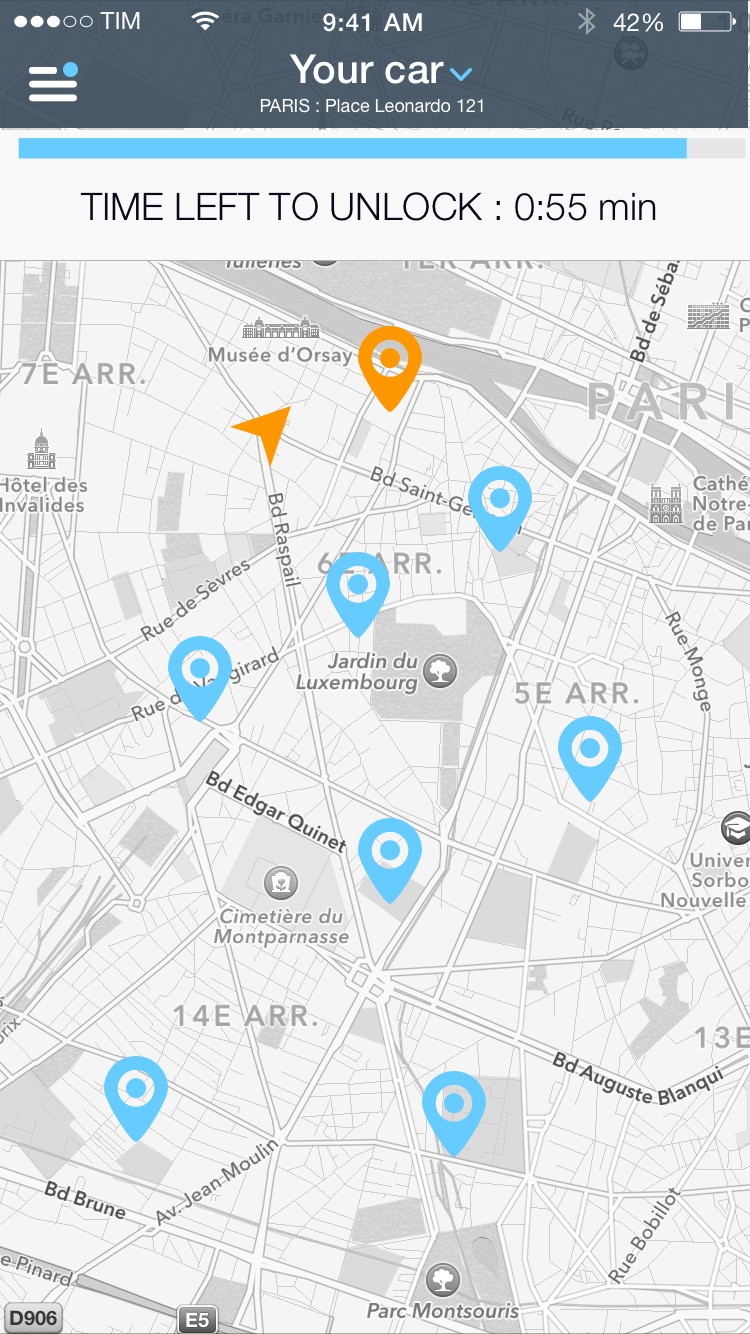 TIM 9:41 AM 42%
Your car
PARIS : Place Leonardo 121
TIME LEFT TO UNLOCK : 0:55 min
Bd de Séba
Musée d'Orsay
7E ARR.
PARI
Hôtel des
Invalides
Bd Saint-Ge
Cathé
Notre-
de Par
Bd Raspail
6E ARR.
Rue de Sèvres
Rue Monge
Jardin du
Luxembourg
Rue de Vaugirard
5E ARR.
Bd Edgar Quinet
Univer
Sorbo
Nouvelle
Cimetière du
Montparnasse
14E ARR.
13E
Bd Auguste Blanqui
Av. Jean Moulin
Bd Brune
Rue Bobillot
e Pinard
Parc Montsouris
D906
E5